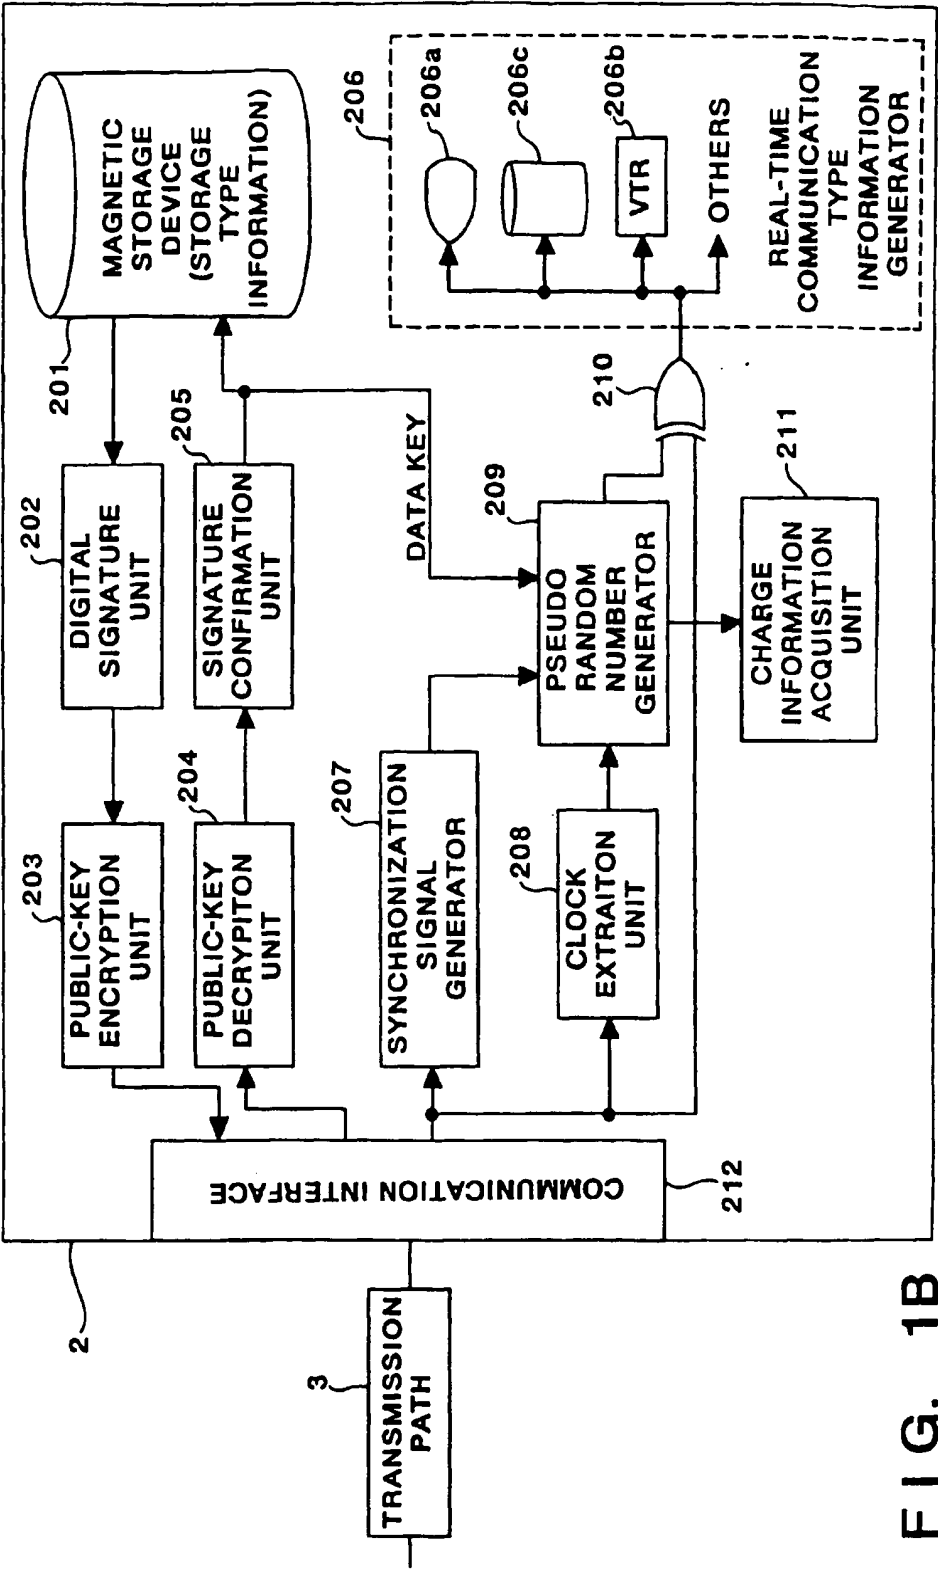 2
201
MAGNETIC
STORAGE
DEVICE
(STORAGE
TYPE
INFORMATION)
202
DIGITAL
SIGNATURE
UNIT
203
PUBLIC-KEY
ENCRYPTION
UNIT
204
PUBLIC-KEY
DECRYPITON
UNIT
205
SIGNATURE
CONFIRMATION
UNIT
DATA KEY
206
206a
206c
206b
VTR
OTHERS
REAL-TIME
COMMUNICATION
TYPE
INFORMATION
GENERATOR
207
SYNCHRONIZATION
SIGNAL
GENERATOR
208
CLOCK
EXTRAITON
UNIT
209
PSEUDO
RANDOM
NUMBER
GENERATOR
210
211
CHARGE
INFORMATION
ACQUISITION
UNIT
COMMUNICATION INTERFACE
212
3
TRANSMISSION
PATH
FIG. 1B